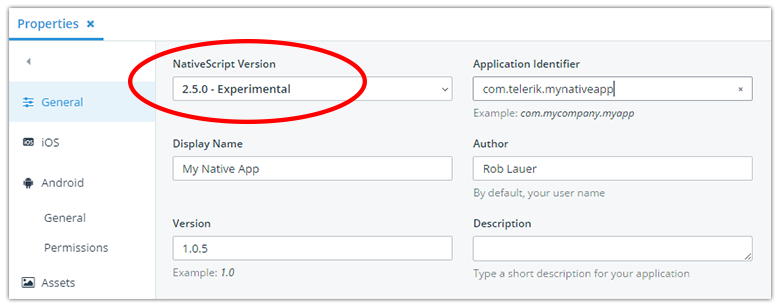 Properties ×
General
iOS
Android
General
Permissions
Assets
NativeScript Version
2.5.0 - Experimental
Application Identifier
com.telerik.mynativeapp
Example: com.mycompany.myapp
Display Name
My Native App
Author
Rob Lauer
By default, your user name
Version
1.0.5
Example: 1.0
Description
Type a short description for your application